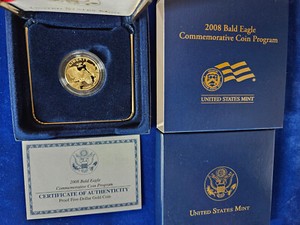 LIBERTY
2008 Bald Eagle
Commemorative Coin Program
UNITED STATES MINT
2008 Bald Eagle
Commemorative Coin Program
CERTIFICATE OF AUTHENTICITY
Proof Five-Dollar Gold Coin
UNITED STATES MINT